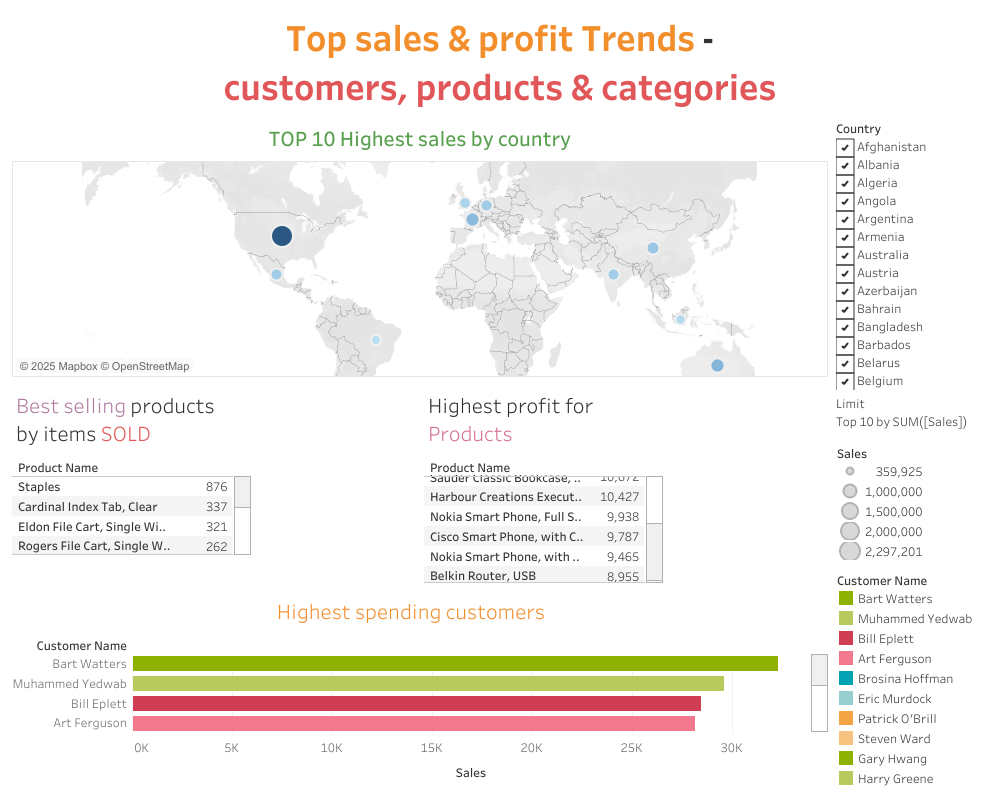 Top sales & profit Trends -
customers, products & categories
TOP 10 Highest sales by country
© 2025 Mapbox © OpenStreetMap
Country
Afghanistan
Albania
Algeria
Angola
Argentina
Armenia
Australia
Austria
Azerbaijan
Bahrain
Bangladesh
Barbados
Belarus
Belgium
Limit
Top 10 by SUM([Sales])
Sales
359,925
1,000,000
1,500,000
2,000,000
2,297,201
Best selling products
by items SOLD
Product Name
Staples 876
Cardinal Index Tab, Clear 337
Eldon File Cart, Single Wi.. 321
Rogers File Cart, Single W.. 262
Highest profit for
Products
Product Name
Sauder Classic Bookcase, .. 10,672
Harbour Creations Execut.. 10,427
Nokia Smart Phone, Full S.. 9,938
Cisco Smart Phone, with C.. 9,787
Nokia Smart Phone, with .. 9,465
Belkin Router, USB 8,955
Highest spending customers
Customer Name
Bart Watters
Muhammed Yedwab
Bill Eplett
Art Ferguson
0K 5K 10K 15K 20K 25K 30K
Sales
Customer Name
Bart Watters
Muhammed Yedwab
Bill Eplett
Art Ferguson
Brosina Hoffman
Eric Murdock
Patrick O'Brill
Steven Ward
Gary Hwang
Harry Greene